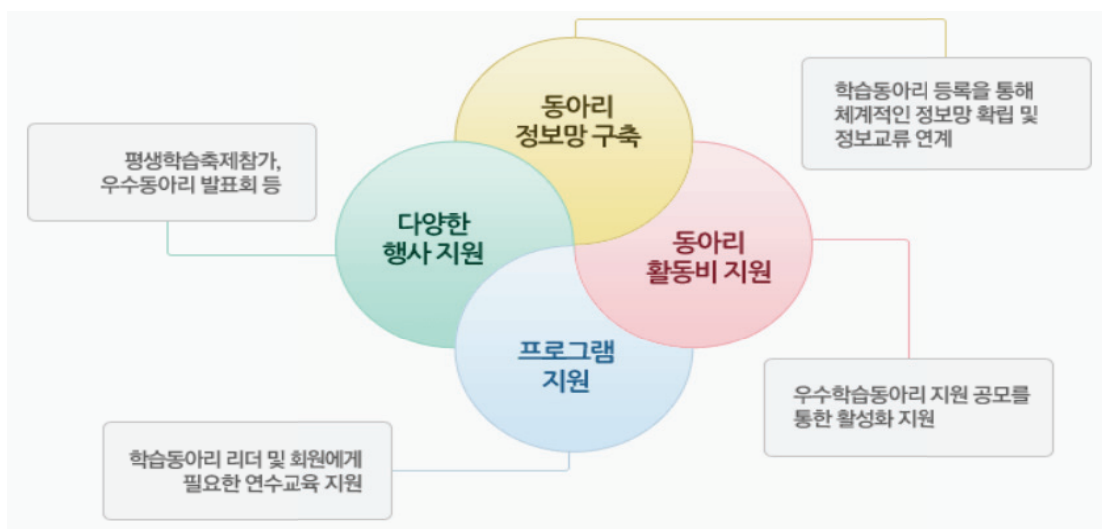 동아리
정보망 구축
학습동아리 등록을 통해
체계적인 정보망 확립 및
정보교류 연계
평생학습축제참가,
우수동아리 발표회 등
다양한
행사 지원
동아리
활동비 지원
프로그램
지원
우수학습동아리 지원 공모를
통한 활성화 지원
학습동아리 리더 및 회원에게
필요한 연수교육 지원